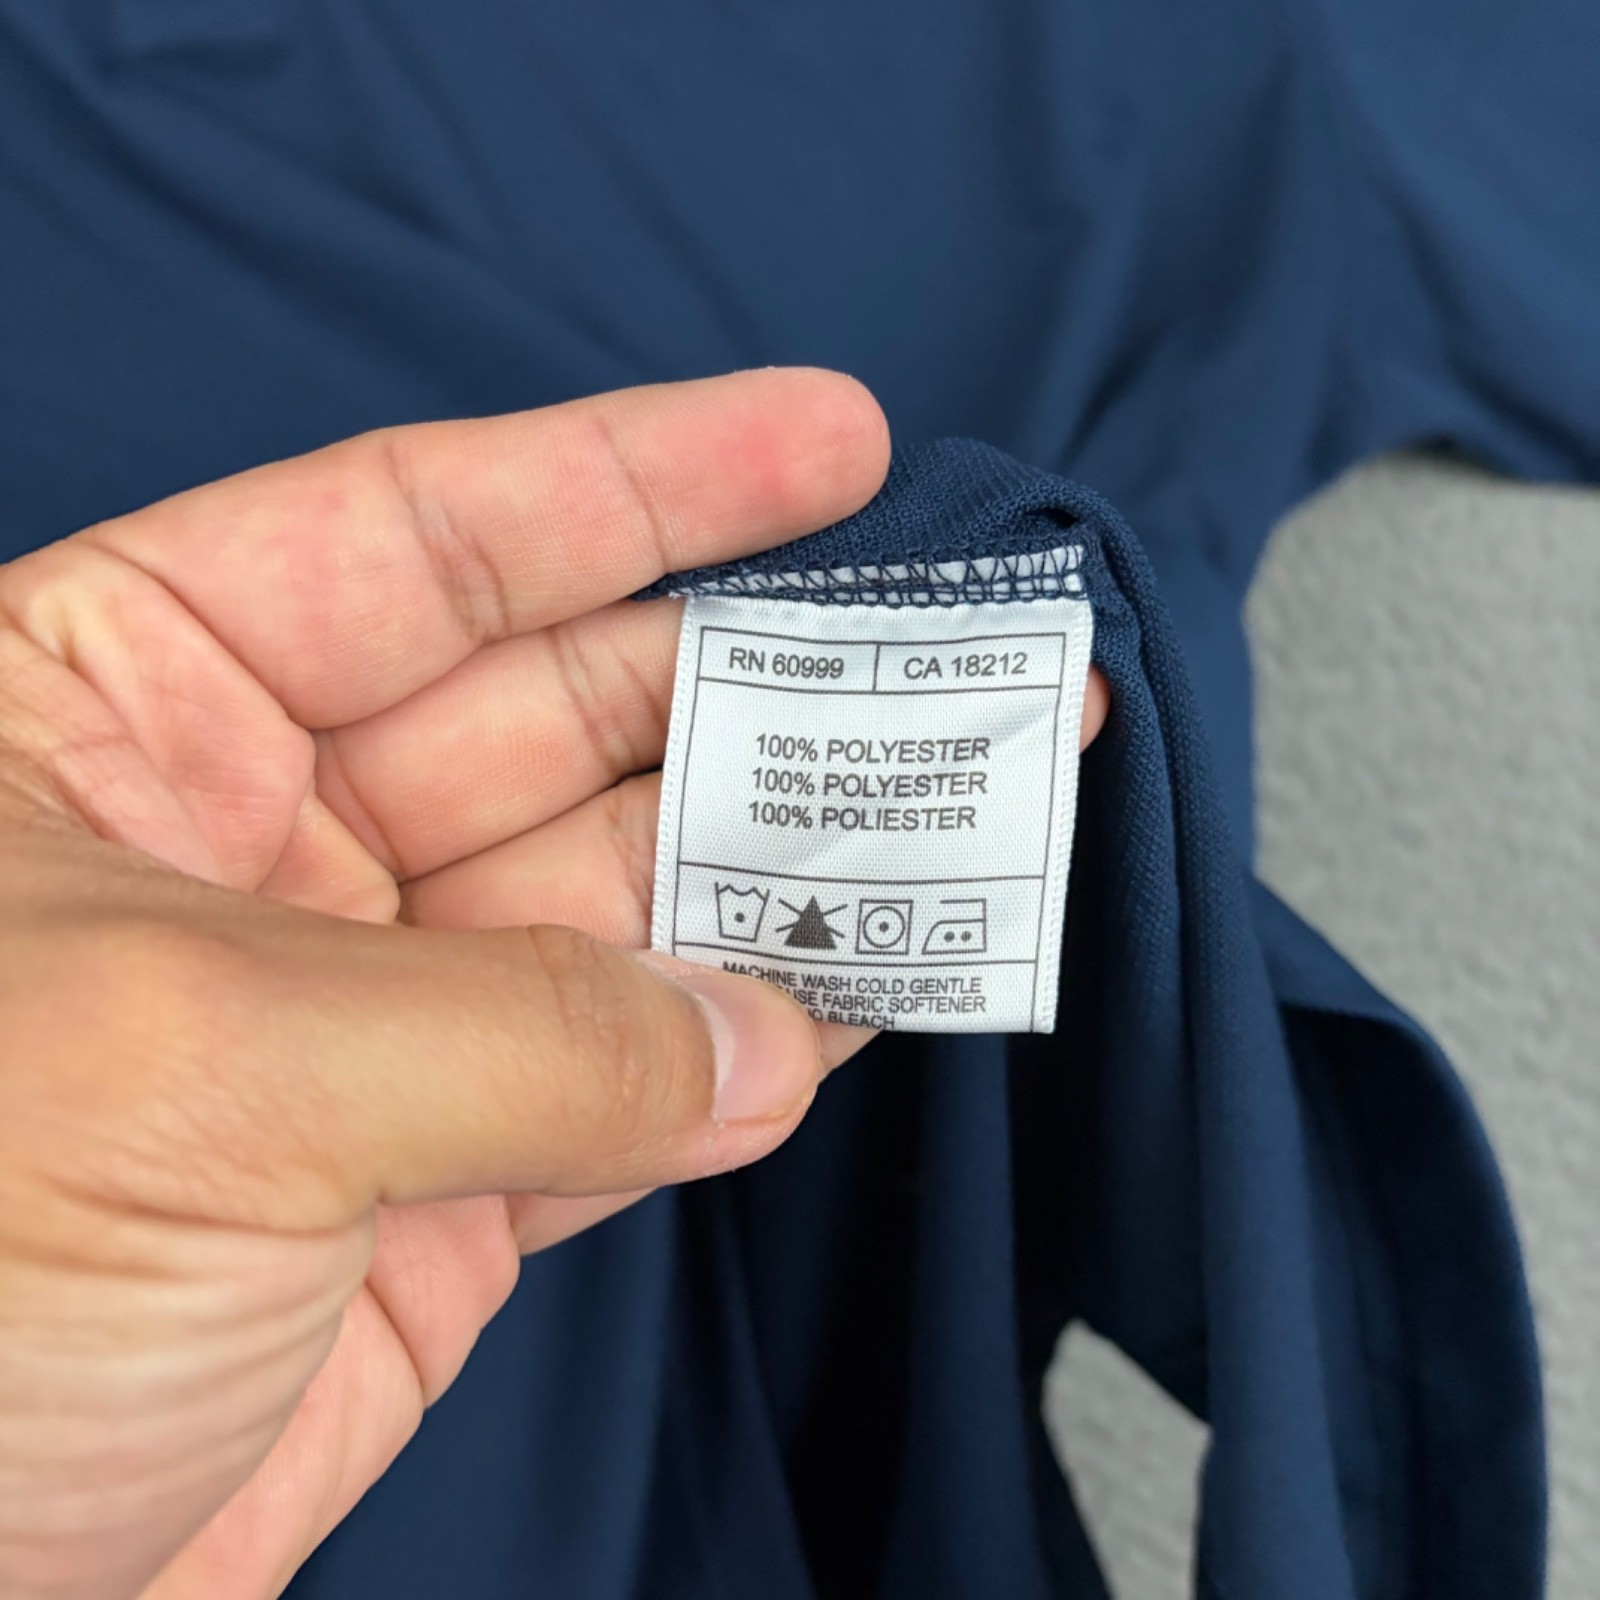 RN 60999 CA 18212
100% POLYESTER
100% POLYESTER
100% POLIESTER
MACHINE WASH COLD GENTLE
USE FABRIC SOFTENER
BLEACH